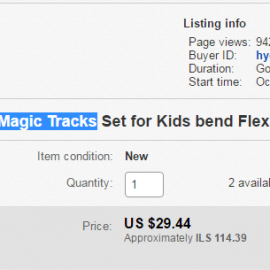 Listing info
Page views: 942
Buyer ID: hy
Duration: Go
Start time: Oc
Magic Tracks Set for Kids bend Flex
Item condition: New
Quantity: 1 2 availa
Price: US $29.44
Approximately ILS 114.39